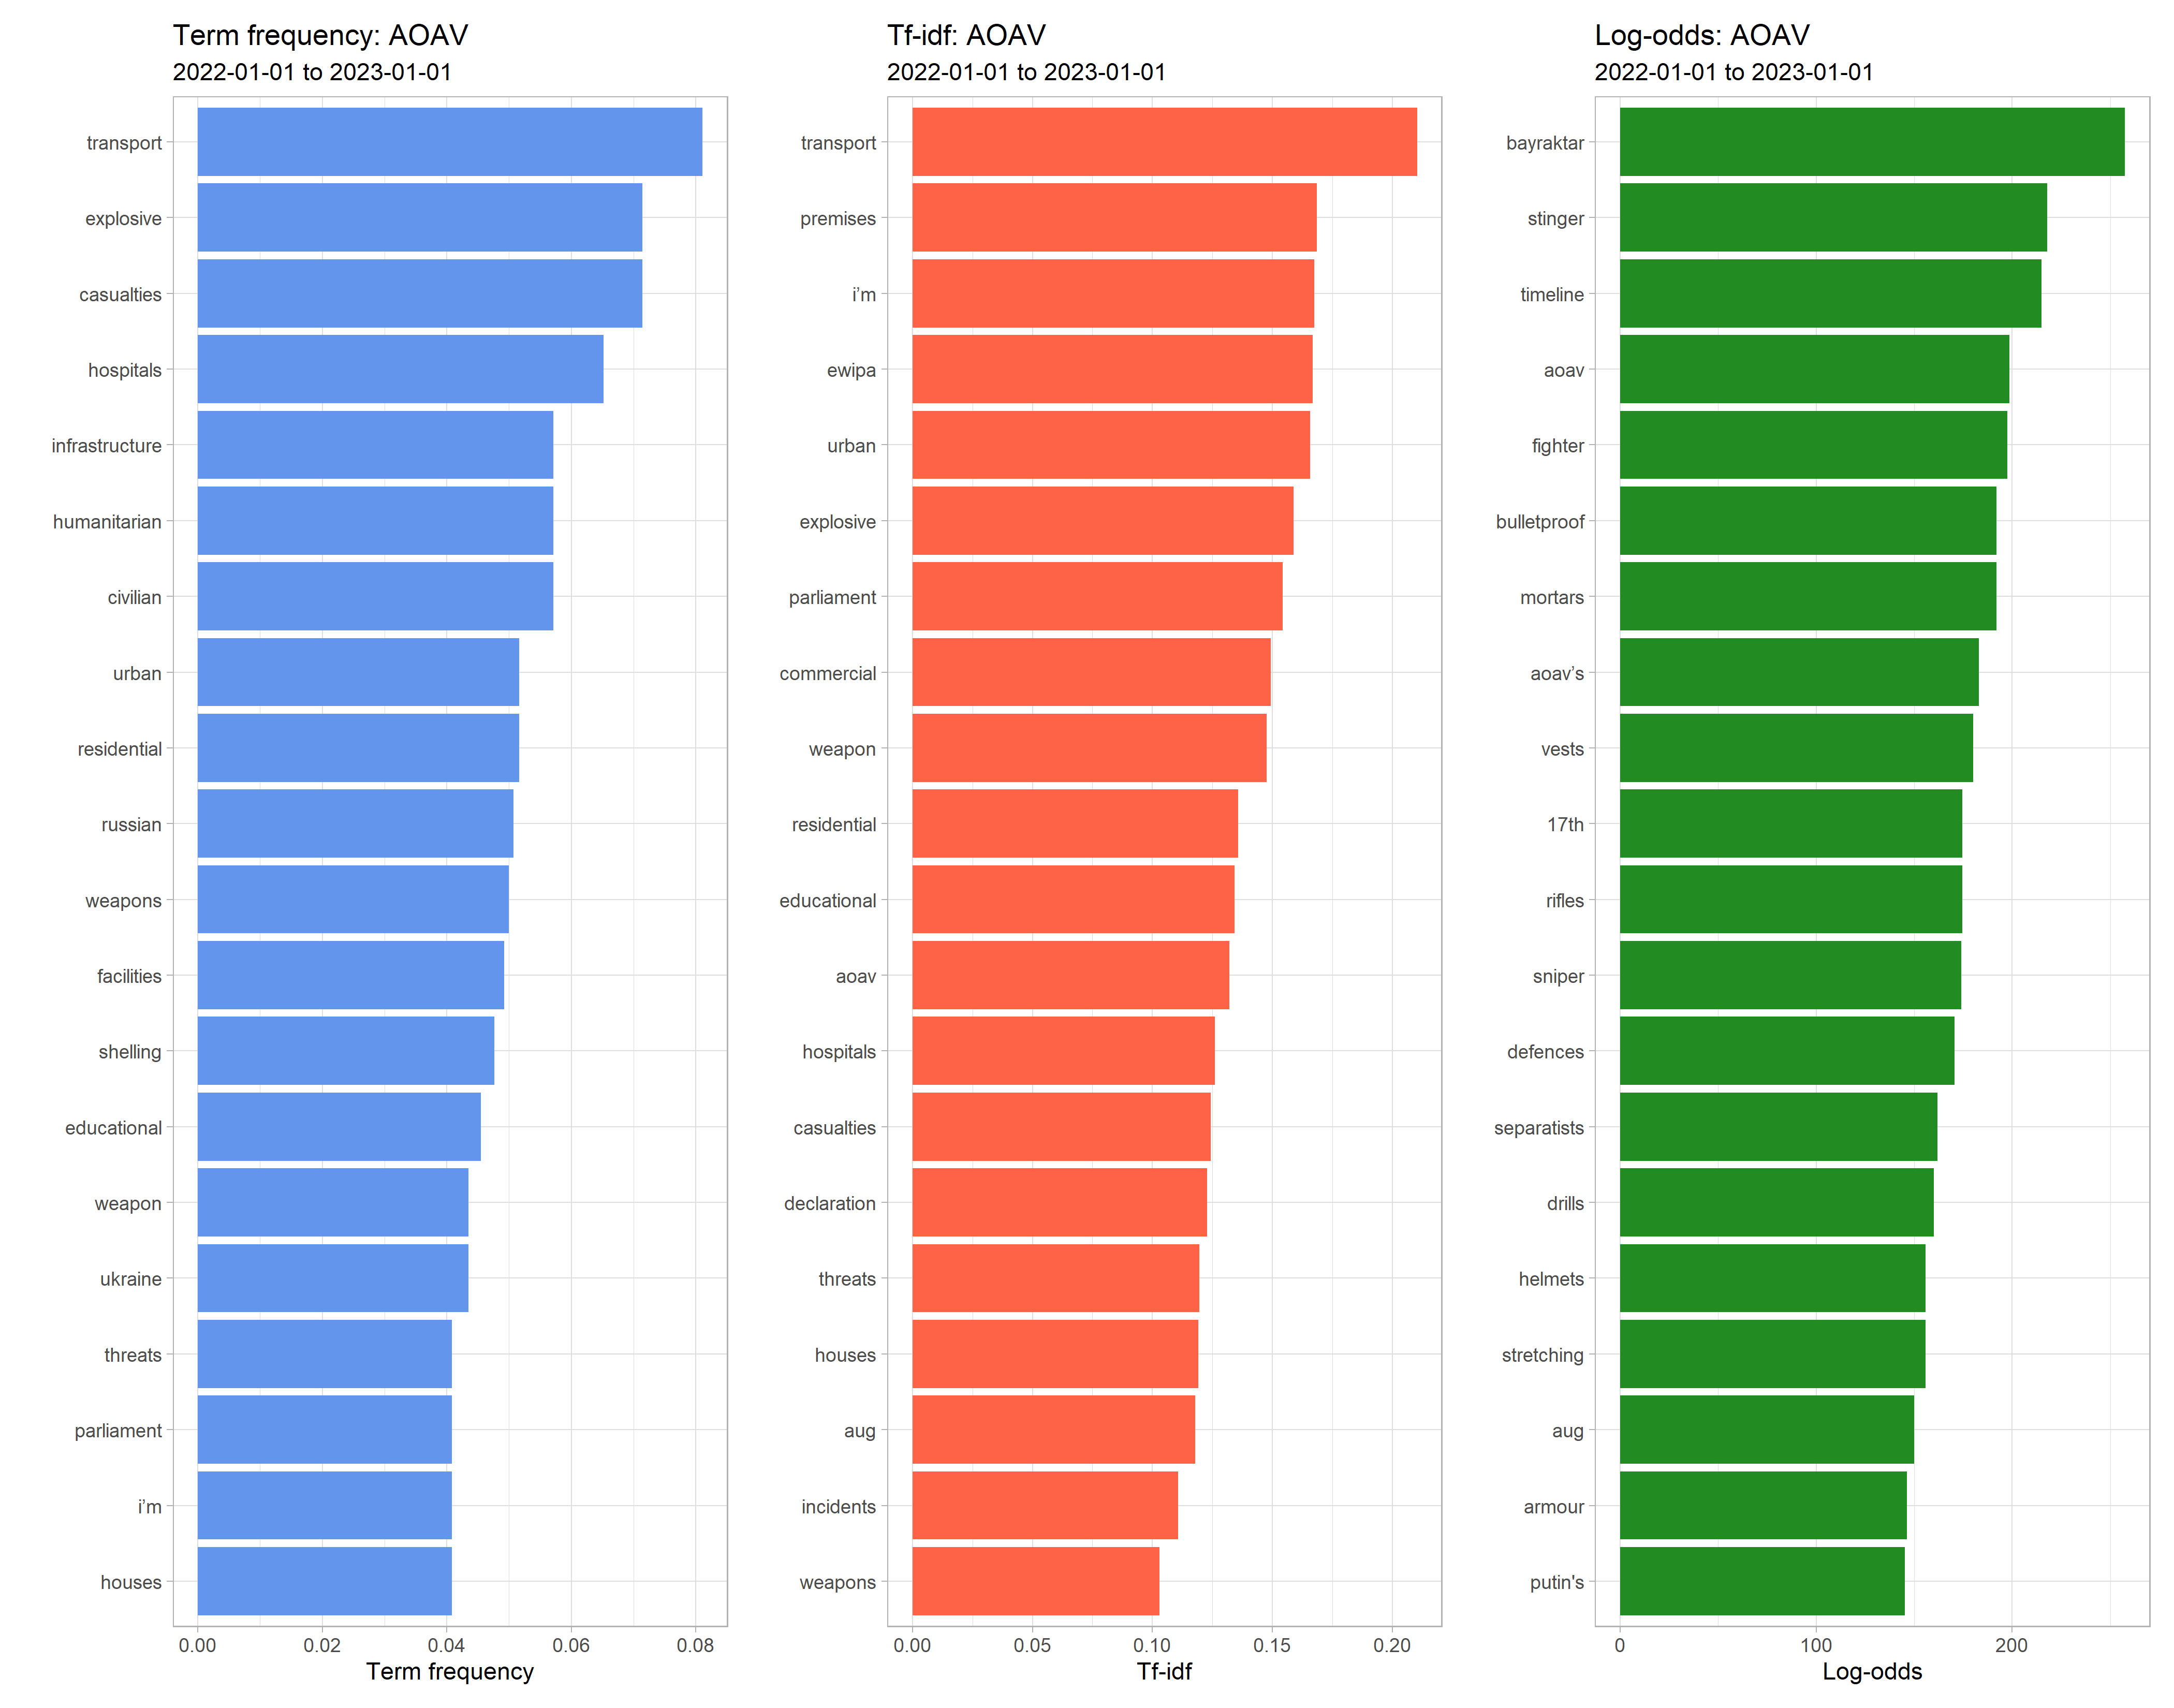 Term frequency: AOAV
2022-01-01 to 2023-01-01
transport
explosive
casualties
hospitals
infrastructure
humanitarian
civilian
urban
residential
russian
weapons
facilities
shelling
educational
weapon
ukraine
threats
parliament
i’m
houses
0.00 0.02 0.04 0.06 0.08
Term frequency
Tf-idf: AOAV
2022-01-01 to 2023-01-01
transport
premises
i’m
ewipa
urban
explosive
parliament
commercial
weapon
residential
educational
aoav
hospitals
casualties
declaration
threats
houses
aug
incidents
weapons
0.00 0.05 0.10 0.15 0.20
Tf-idf
Log-odds: AOAV
2022-01-01 to 2023-01-01
bayraktar
stinger
timeline
aoav
fighter
bulletproof
mortars
aoav’s
vests
17th
rifles
sniper
defences
separatists
drills
helmets
stretching
aug
armour
putin's
0 100 200
Log-odds